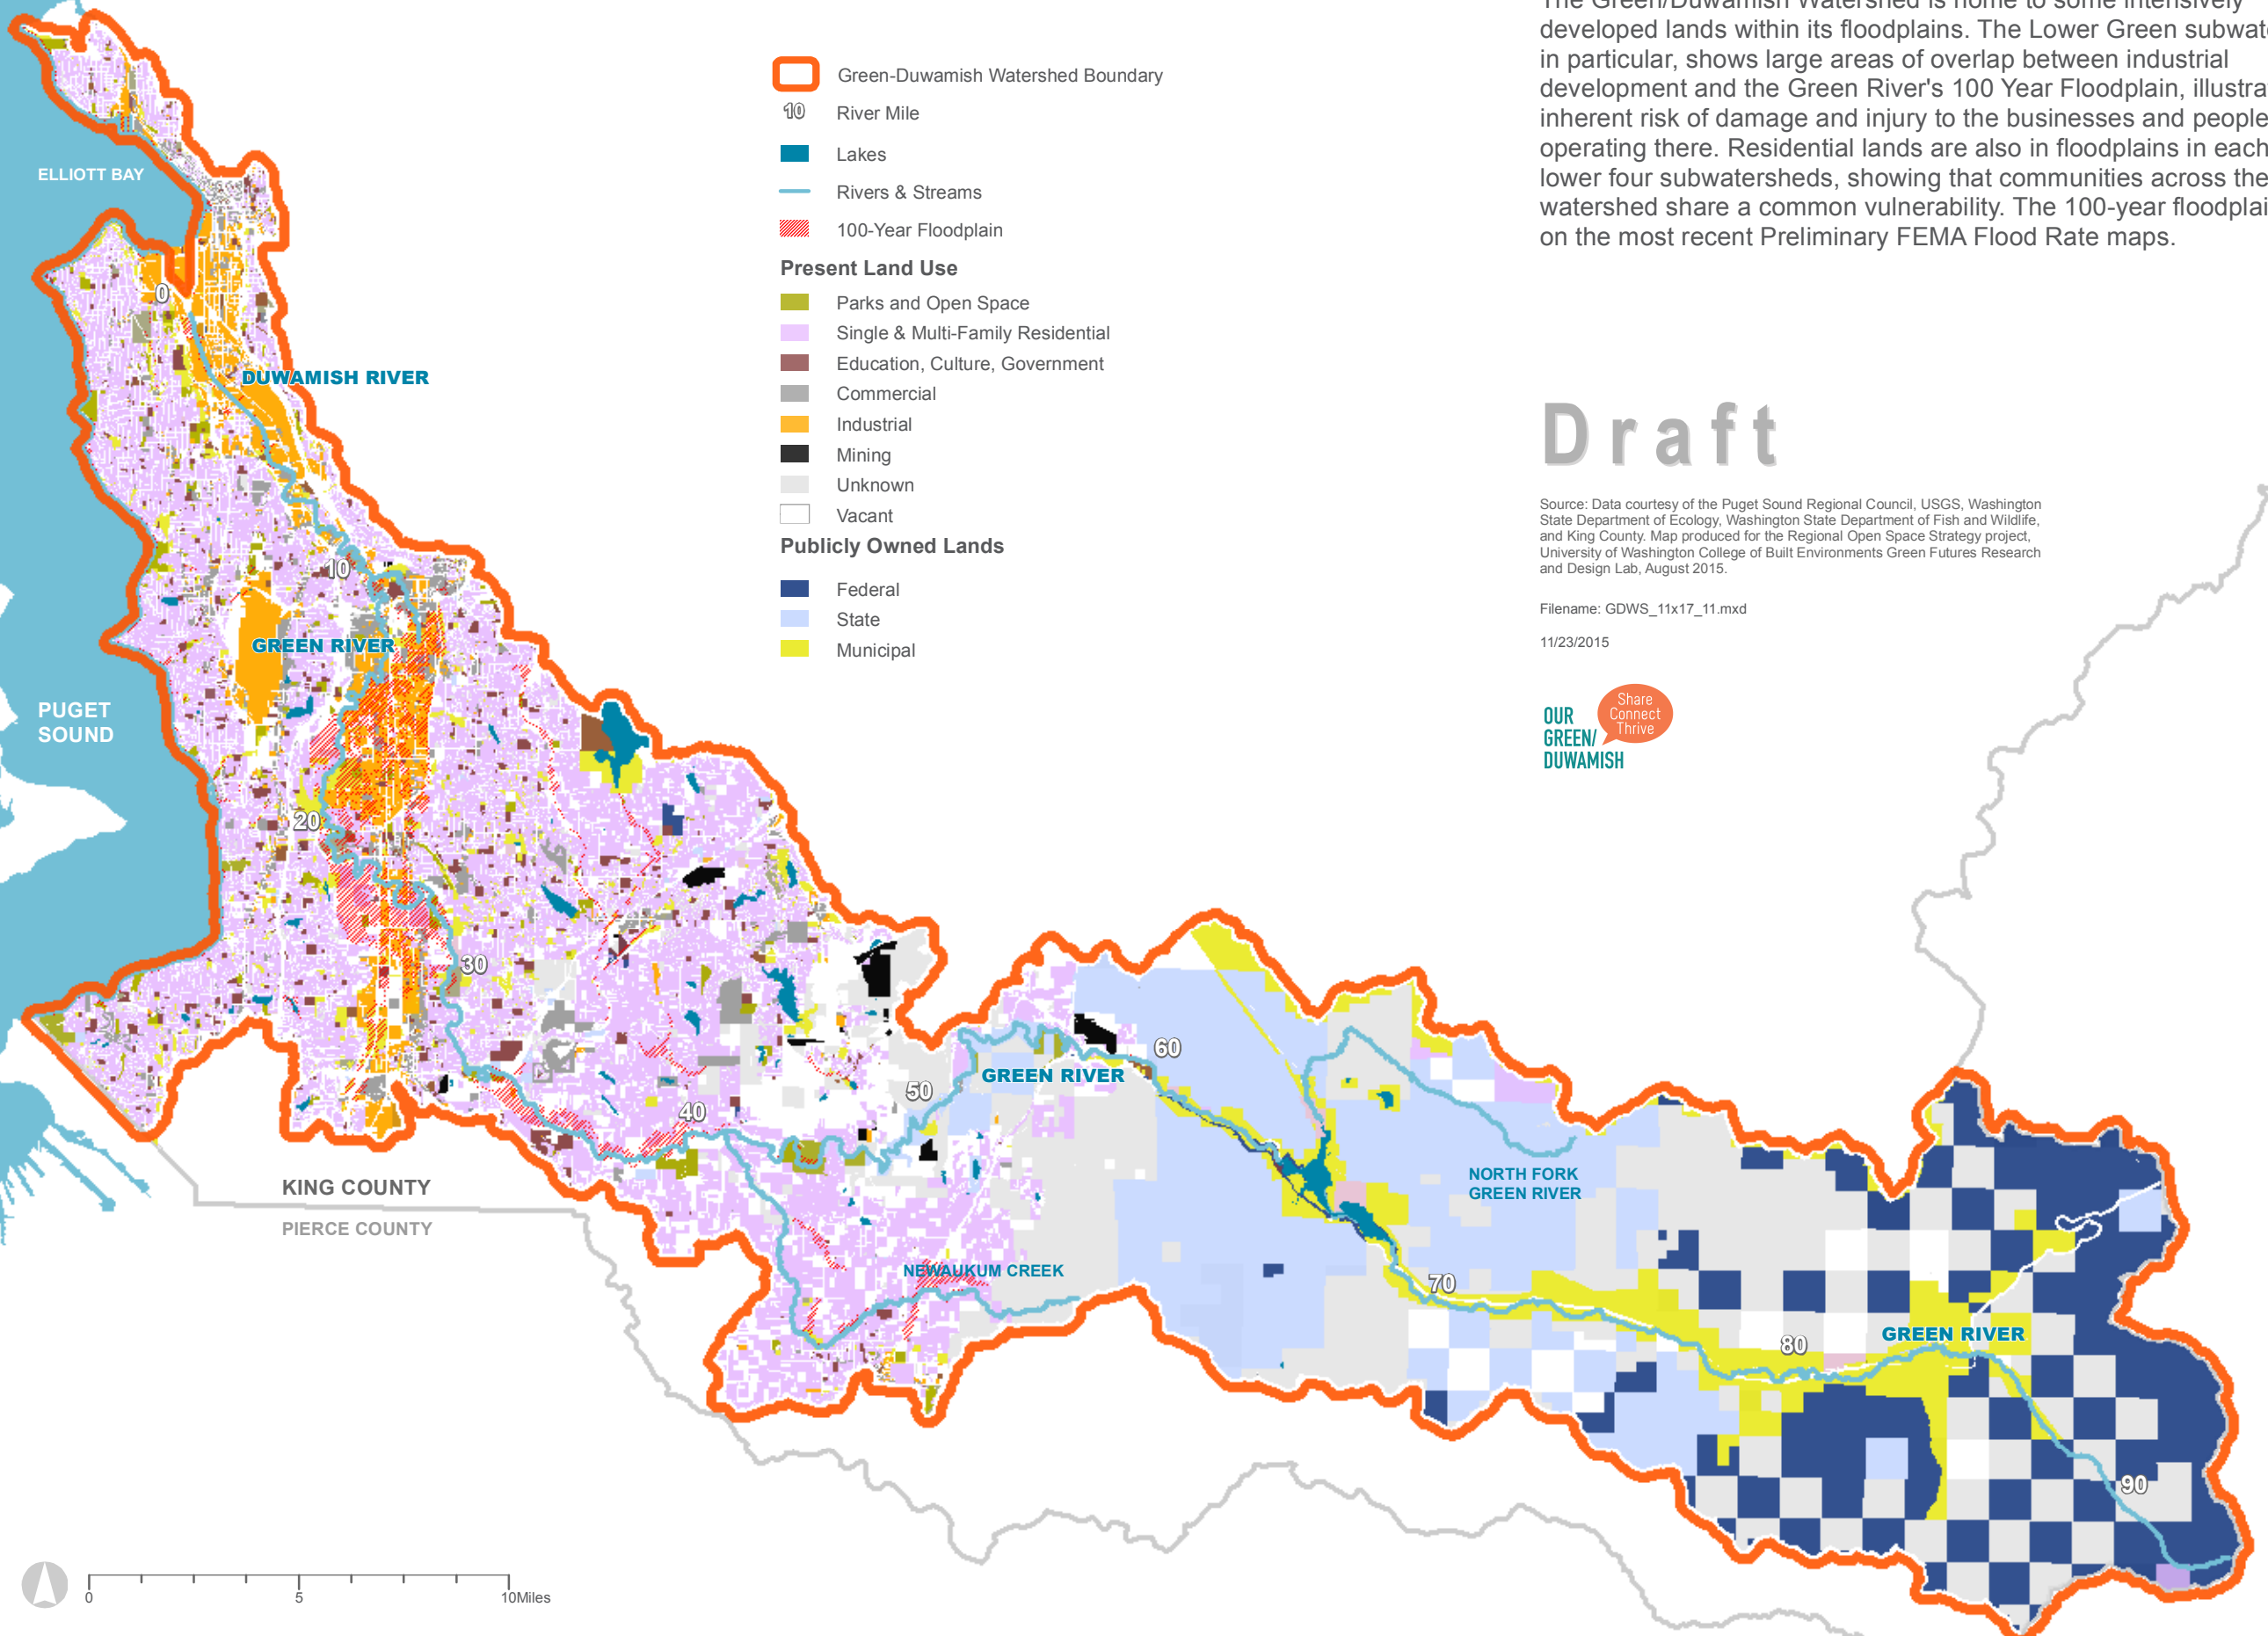 The Green/Duwamish Watershed is home to some intensively
developed lands within its floodplains. The Lower Green
in particular, shows large areas of overlap between industrial
development and the Green River's 100 Year Floodplain,
inherent risk of damage and injury to the businesses and people
operating there. Residential lands are also in floodplains in each
lower four subwatersheds, showing that communities across the
watershed share a common vulnerability. The 100-year
on the most recent Preliminary FEMA Flood Rate maps.
Green-Duwamish Watershed Boundary
10 River Mile
Lakes
Rivers & Streams
100-Year Floodplain
Present Land Use
Parks and Open Space
Single & Multi-Family Residential
Education, Culture, Government
Commercial
Industrial
Mining
Unknown
Vacant
Publicly Owned Lands
Federal
State
Municipal
Draft
Source: Data courtesy of the Puget Sound Regional Council, USGS, Washington
State Department of Ecology, Washington State Department of Fish and Wildlife,
and King County. Map produced for the Regional Open Space Strategy project,
University of Washington College of Built Environments Green Futures Research
and Design Lab, August 2015.
Filename: GDWS_11x17_11.mxd
11/23/2015
OUR
GREEN/
DUWAMISH
Share
Connect
Thrive
ELLIOTT BAY
0
DUWAMISH RIVER
10
GREEN RIVER
PUGET
SOUND
20
30
40
50
GREEN RIVER
60
NORTH FORK
GREEN RIVER
KING COUNTY
PIERCE COUNTY
NEWAUKUM CREEK
70
80
GREEN RIVER
90
0
5
10Miles